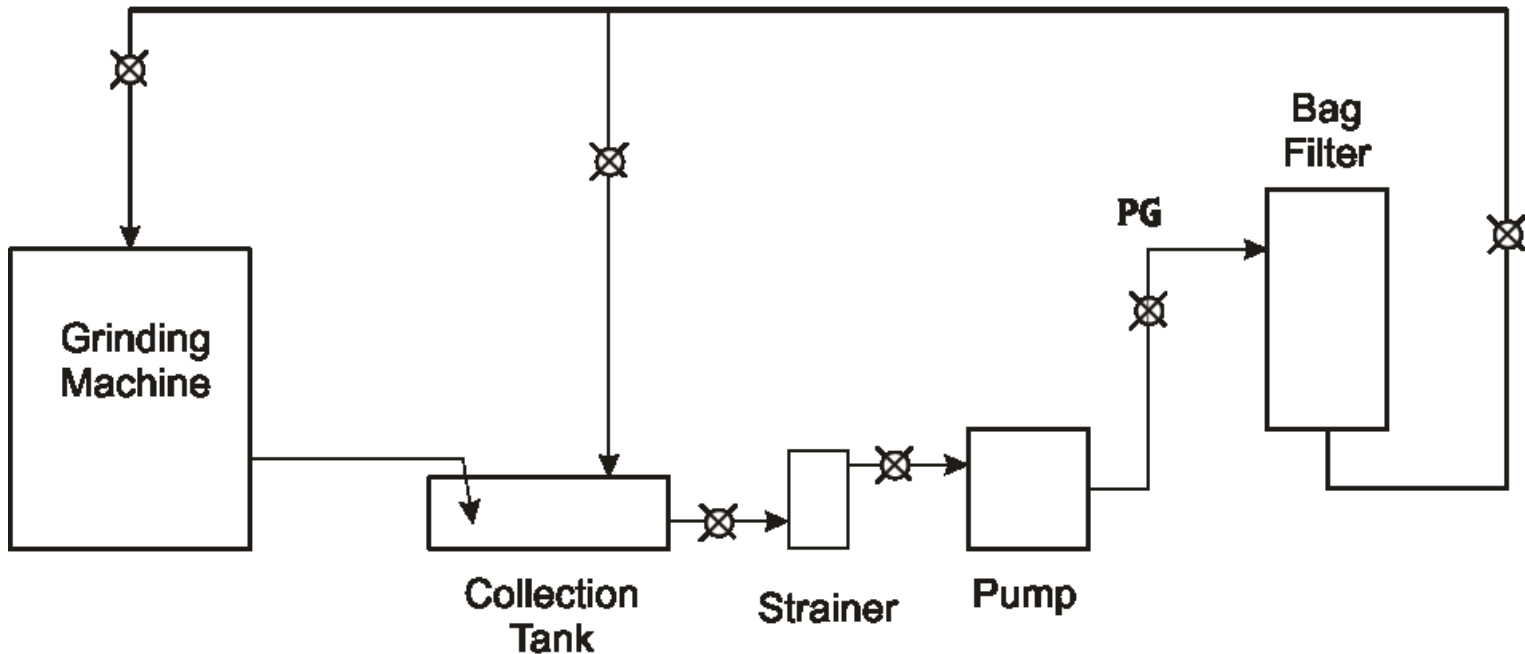 Bag
Filter
PG
Grinding
Machine
Collection
Tank
Strainer
Pump